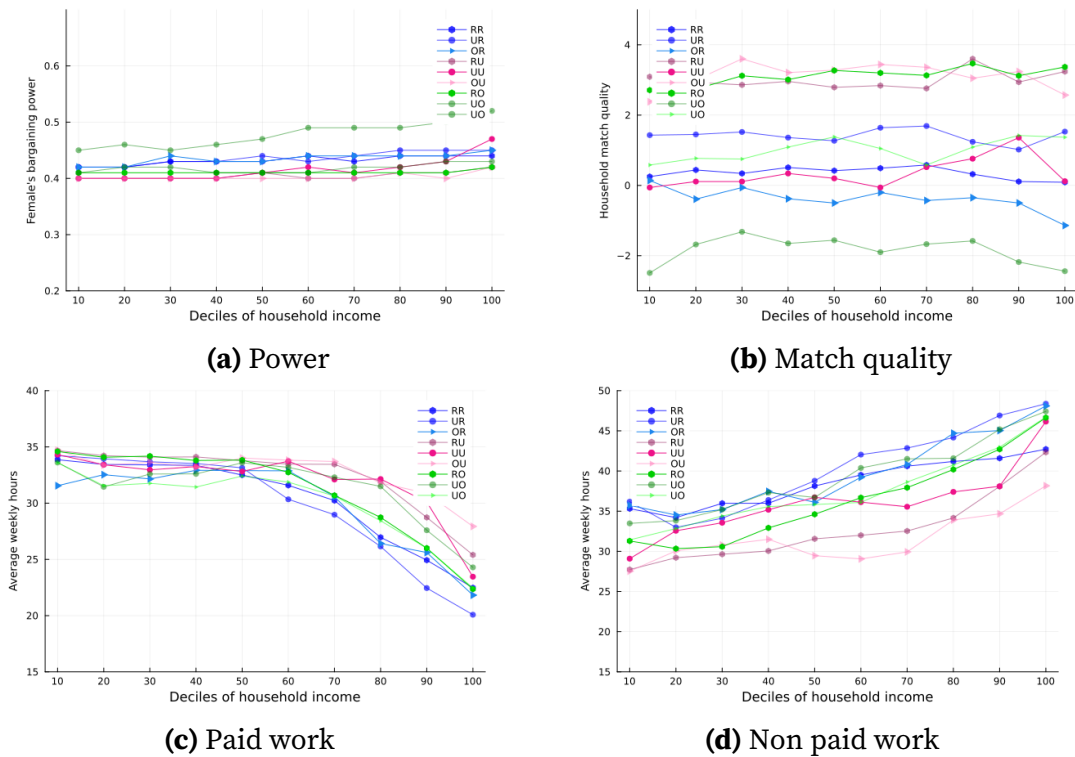 0.6
0.5
0.4
0.3
0.2
Female's bargaining power
RR
UR
OR
RU
UU
OU
RO
UO
10 20 30 40 50 60 70 80 90 100
Deciles of household income
(a) Power
4
2
0
−2
Household match quality
RR
UR
OR
RU
UU
OU
RO
UO
10 20 30 40 50 60 70 80 90 100
Deciles of household income
(b) Match quality
40
35
30
25
20
15
Average weekly hours
RR
UR
OR
RU
UU
OU
RO
UO
10 20 30 40 50 60 70 80 90 100
Deciles of household income
(c) Paid work
50
45
40
35
30
25
20
15
Average weekly hours
RR
UR
OR
RU
UU
OU
RO
UO
10 20 30 40 50 60 70 80 90 100
Deciles of household income
(d) Non paid work